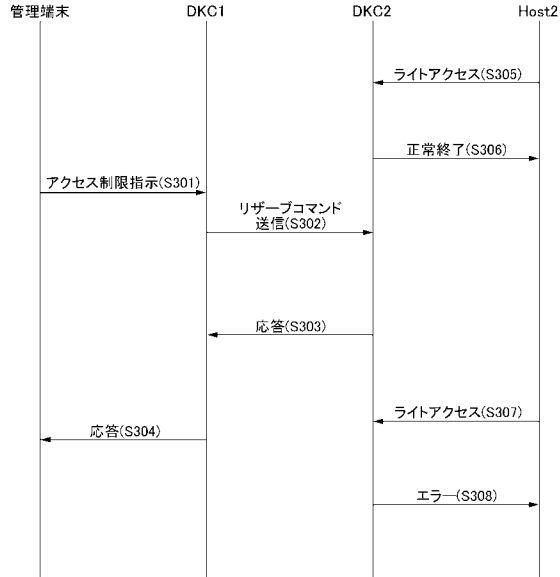 管理端末 DKC1 DKC2 Host2
ライトアクセス(S305)
正常終了(S306)
アクセス制限指示(S301)
リザーブコマンド
送信(S302)
応答(S303)
ライトアクセス(S307)
応答(S304)
エラー(S308)